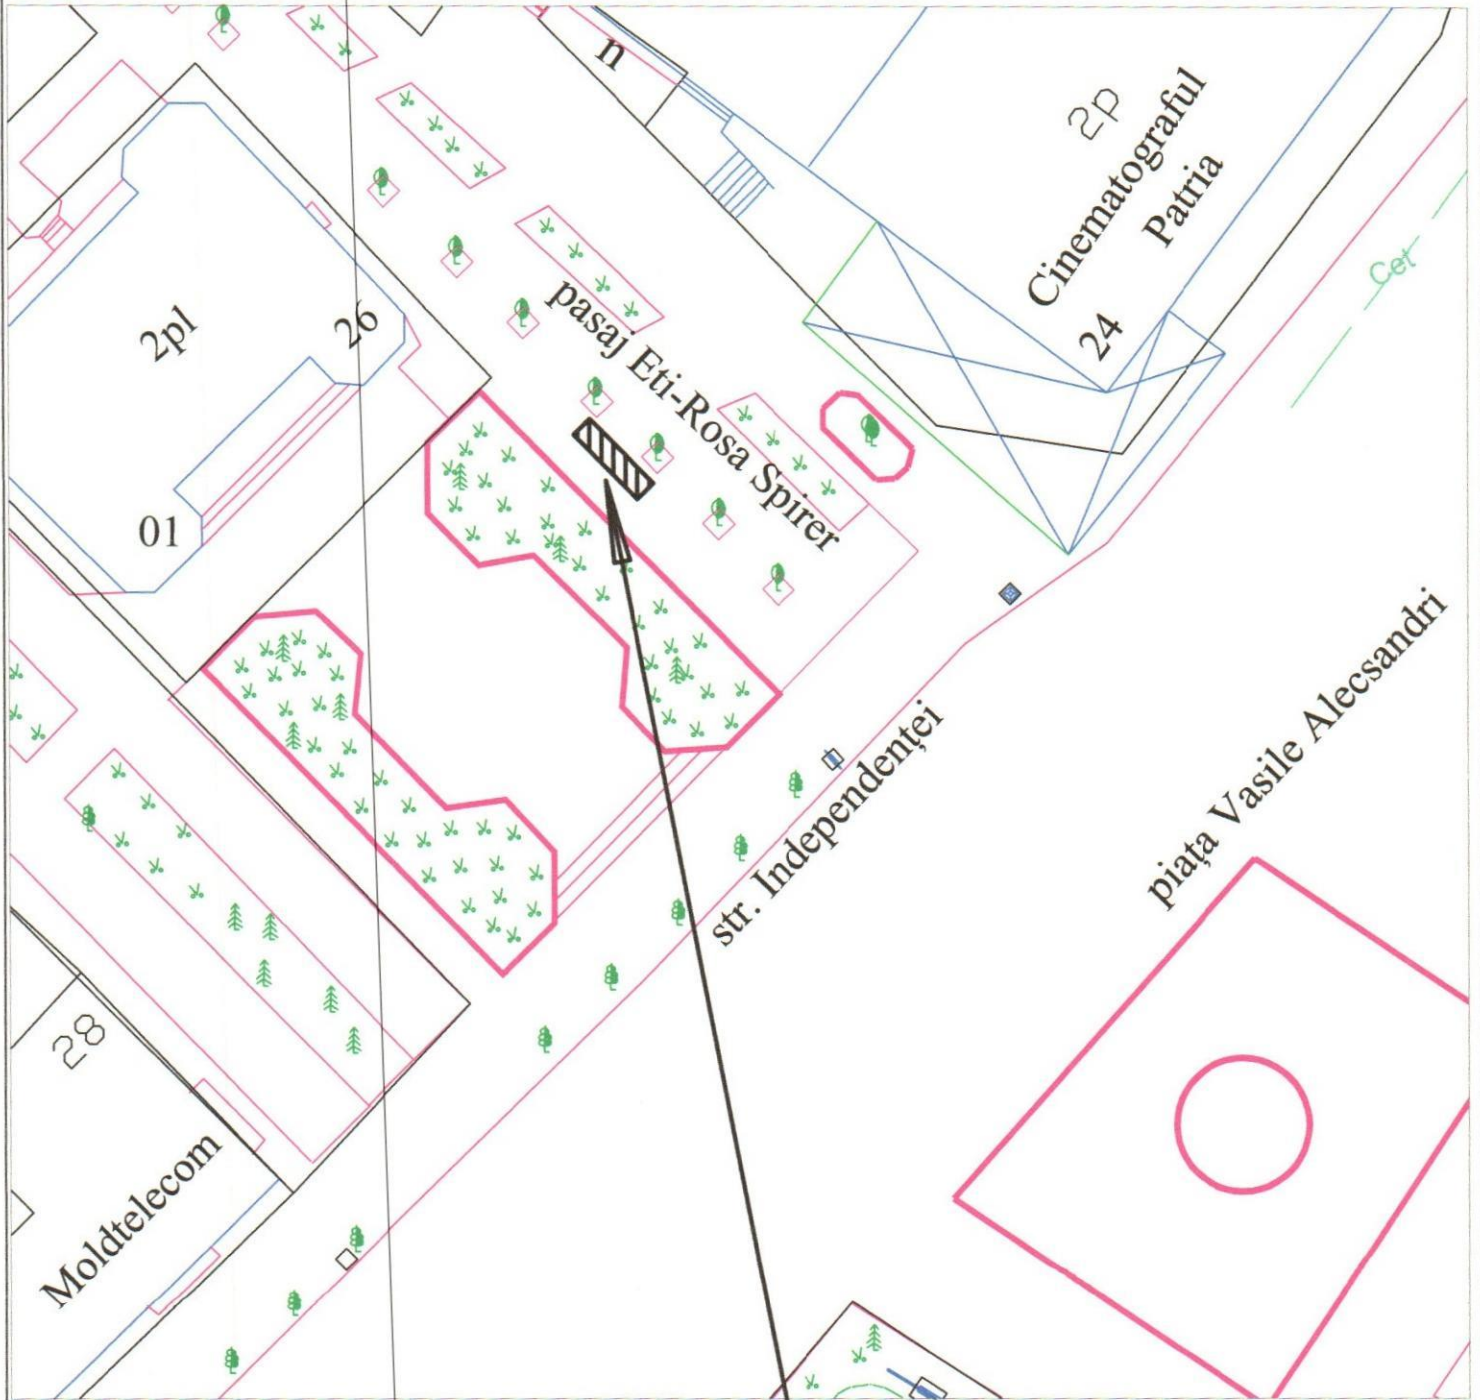 n
2p
Cinematograful
Patria
24
Cet
2pl
26
01
pasaj Eti-Rosa Spirer
str. Independenței
piața Vasile Alecsandri
28
Moldtelecom